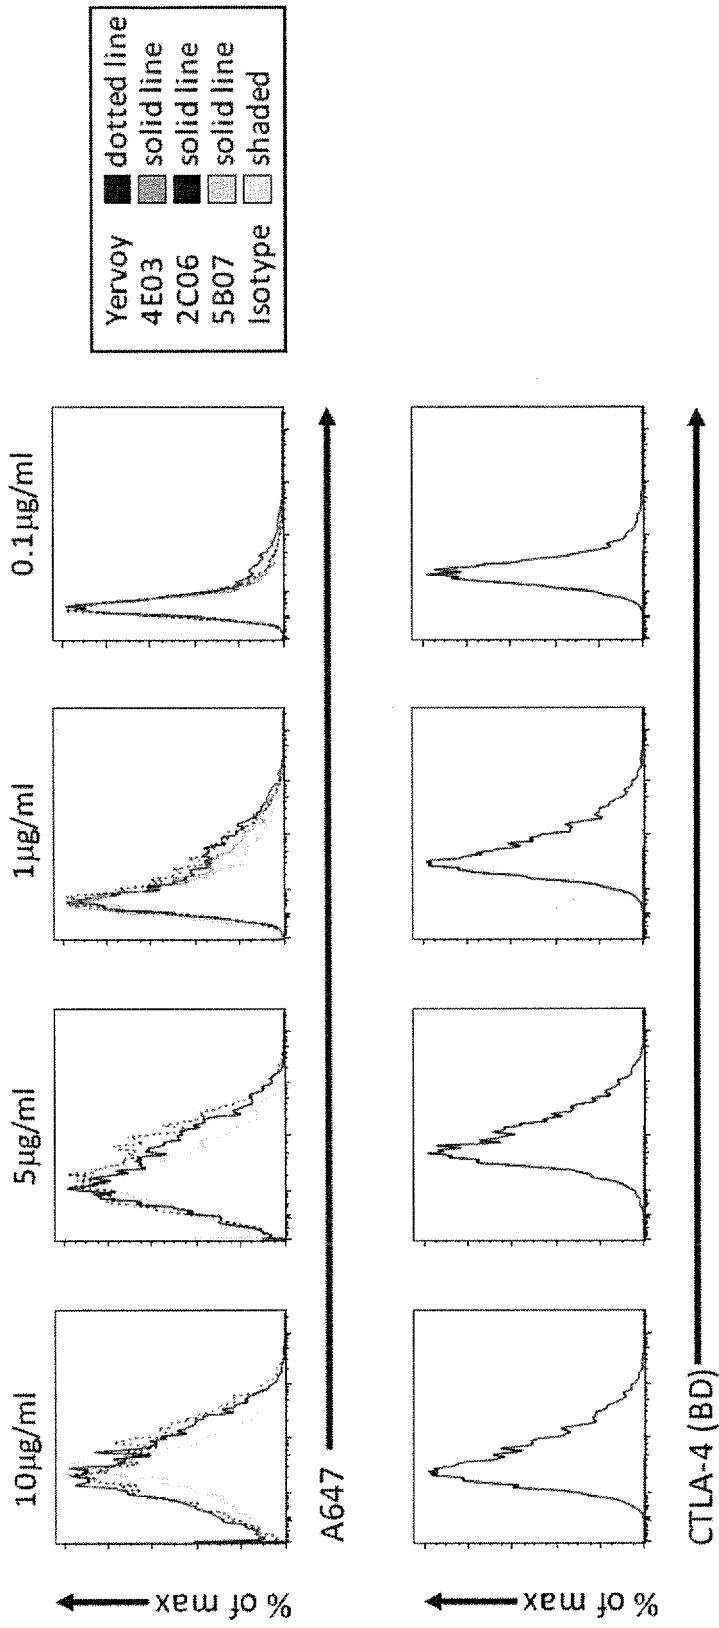 10µg/ml
5µg/ml
1µg/ml
0.1µg/ml
% of max
A647
% of max
CTLA-4 (BD)
Yervoy dotted line
4E03 solid line
2C06 solid line
5B07 solid line
Isotype shaded